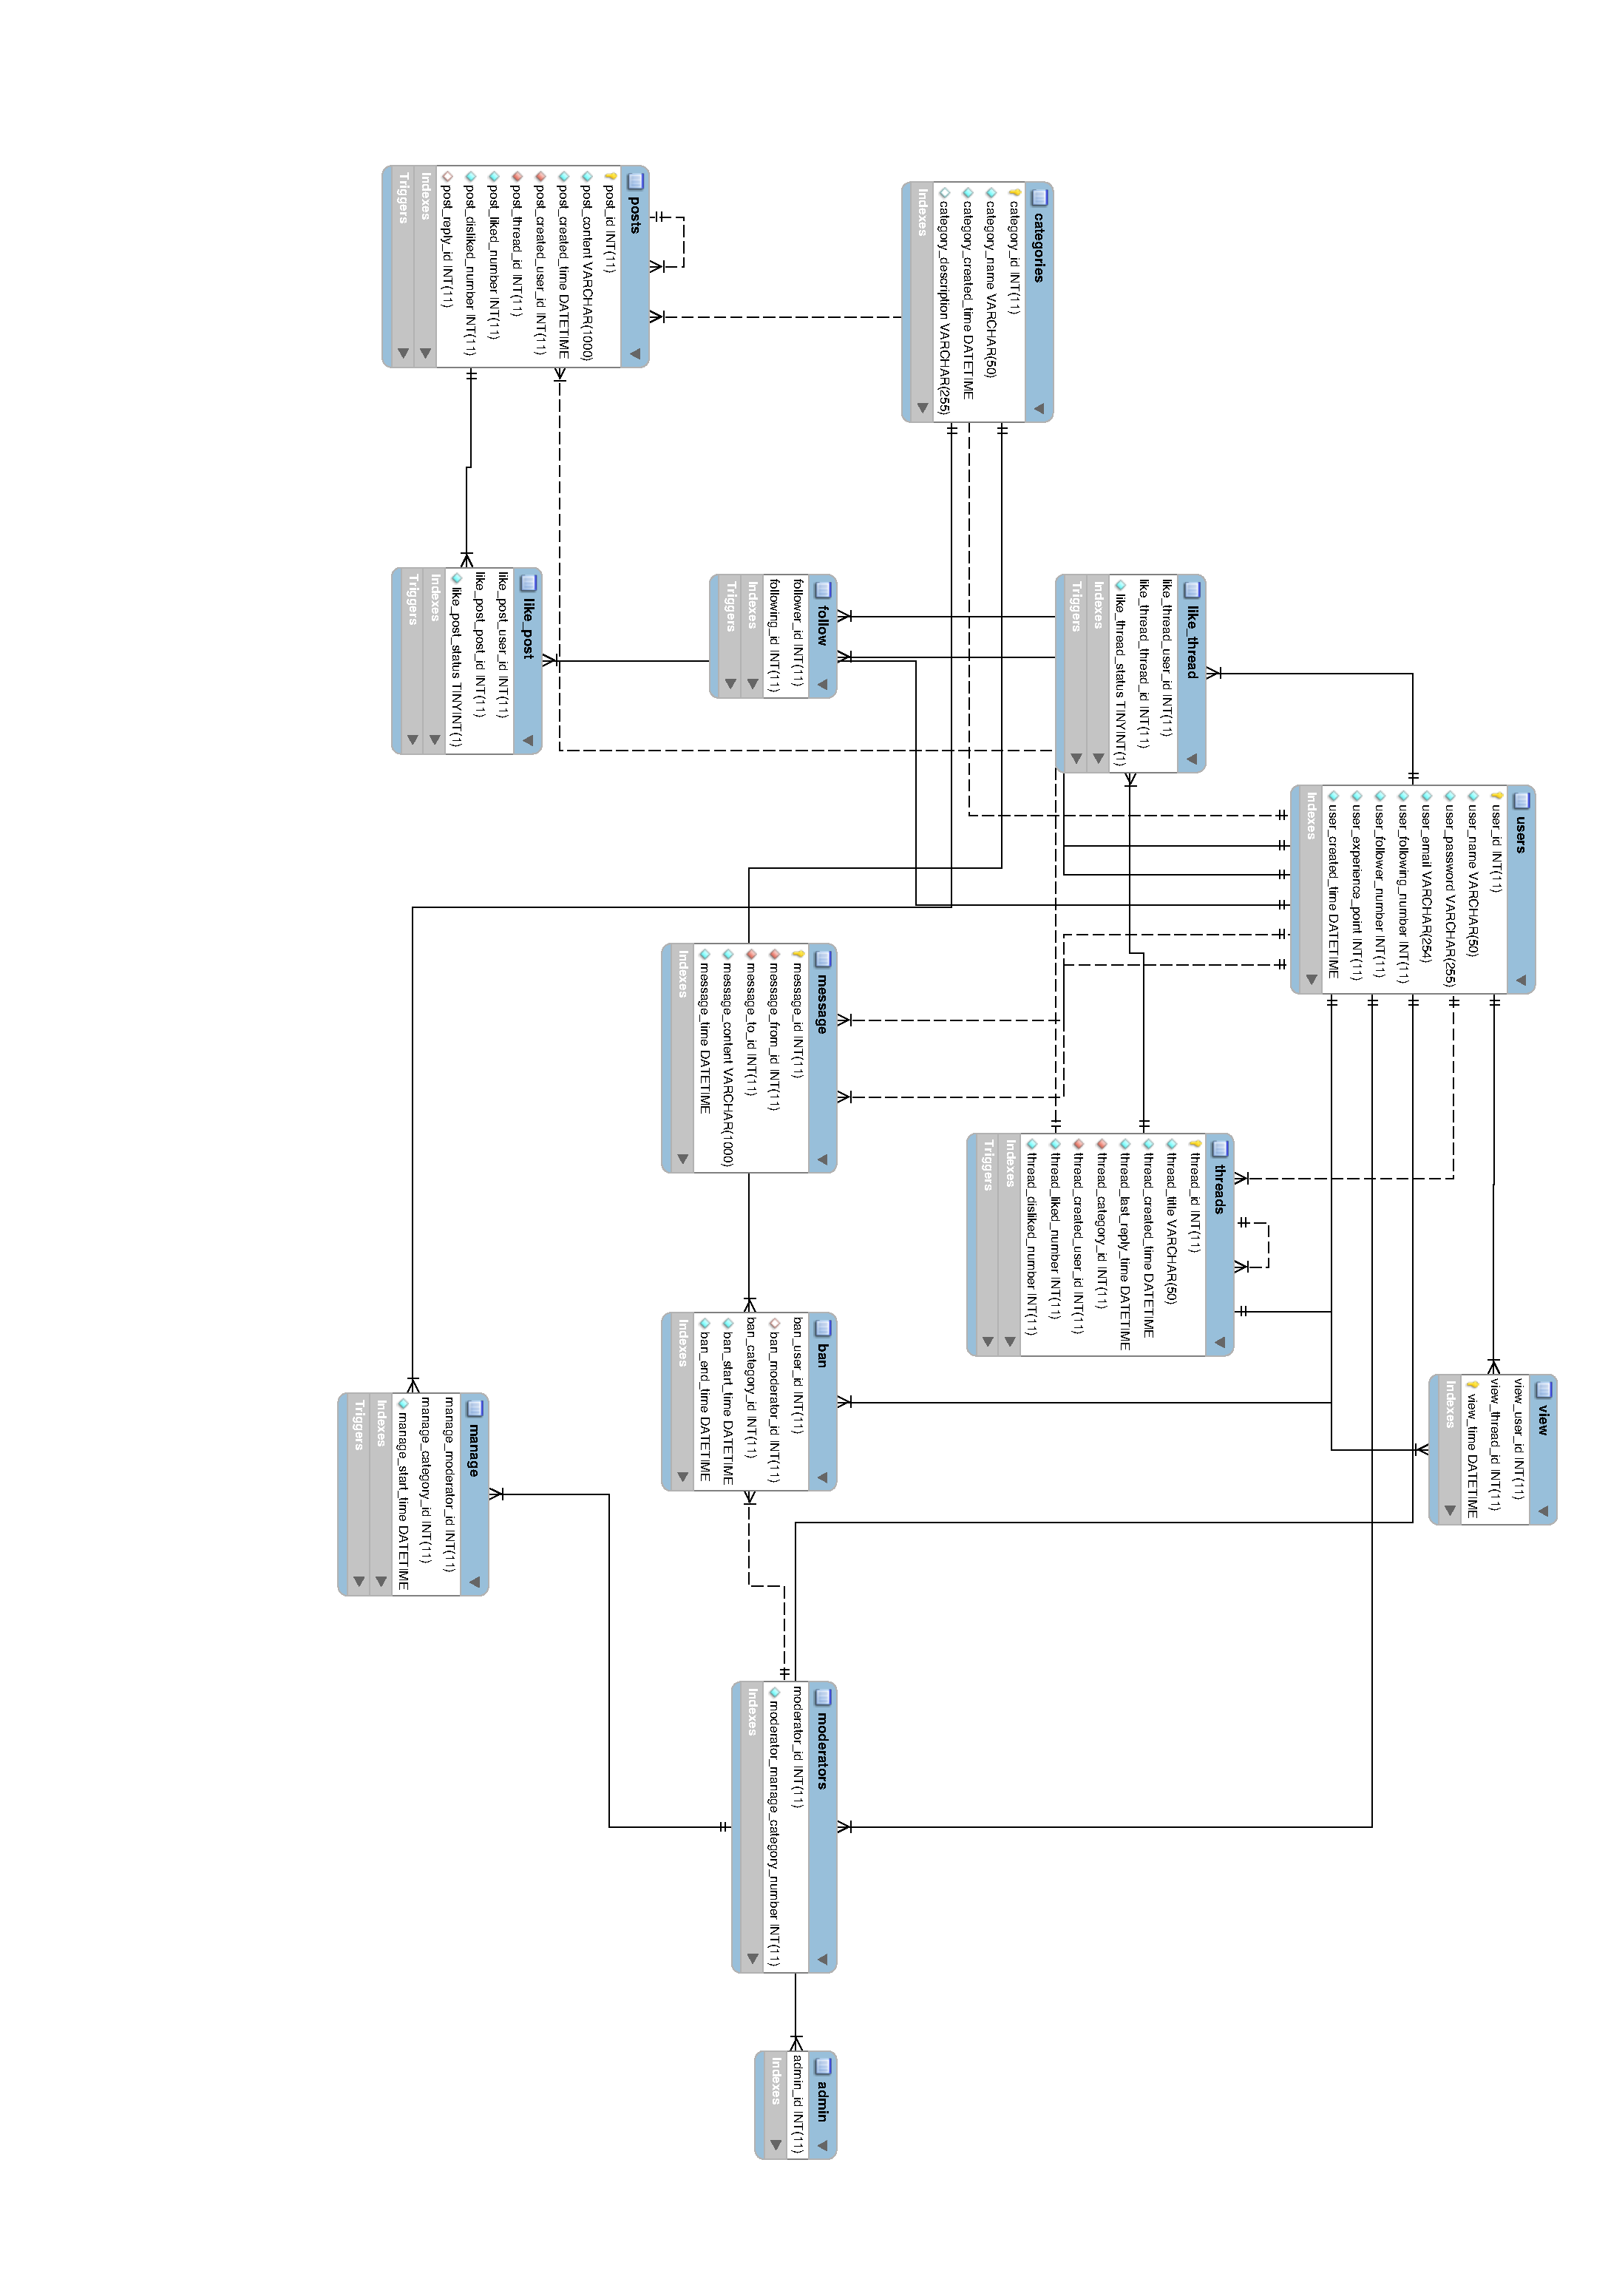 users
user_id INT(11)
user_name VARCHAR(50)
user_password VARCHAR(255)
user_email VARCHAR(254)
user_following_number INT(11)
user_follower_number INT(11)
user_experience_point INT(11)
user_created_time DATETIME
Indexes
view
view_user_id INT(11)
view_thread_id INT(11)
view_time DATETIME
Indexes
like_thread
like_thread_user_id INT(11)
like_thread_thread_id INT(11)
like_thread_status TINYINT(1)
Indexes
Triggers
threads
thread_id INT(11)
thread_title VARCHAR(50)
thread_created_time DATETIME
thread_last_reply_time DATETIME
thread_category_id INT(11)
thread_created_user_id INT(11)
thread_liked_number INT(11)
thread_disliked_number INT(11)
Indexes
Triggers
categories
category_id INT(11)
category_name VARCHAR(50)
category_created_time DATETIME
category_description VARCHAR(255)
Indexes
follow
follower_id INT(11)
following_id INT(11)
Indexes
Triggers
message
message_id INT(11)
message_from_id INT(11)
message_to_id INT(11)
message_content VARCHAR(1000)
message_time DATETIME
Indexes
ban
ban_user_id INT(11)
ban_moderator_id INT(11)
ban_category_id INT(11)
ban_start_time DATETIME
ban_end_time DATETIME
Indexes
moderators
moderator_id INT(11)
moderator_manage_category_number INT(11)
Indexes
admin
admin_id INT(11)
Indexes
posts
post_id INT(11)
post_content VARCHAR(1000)
post_created_time DATETIME
post_created_user_id INT(11)
post_thread_id INT(11)
post_liked_number INT(11)
post_disliked_number INT(11)
post_reply_id INT(11)
Indexes
Triggers
like_post
like_post_user_id INT(11)
like_post_post_id INT(11)
like_post_status TINYINT(1)
Indexes
Triggers
manage
manage_moderator_id INT(11)
manage_category_id INT(11)
manage_start_time DATETIME
Indexes
Triggers